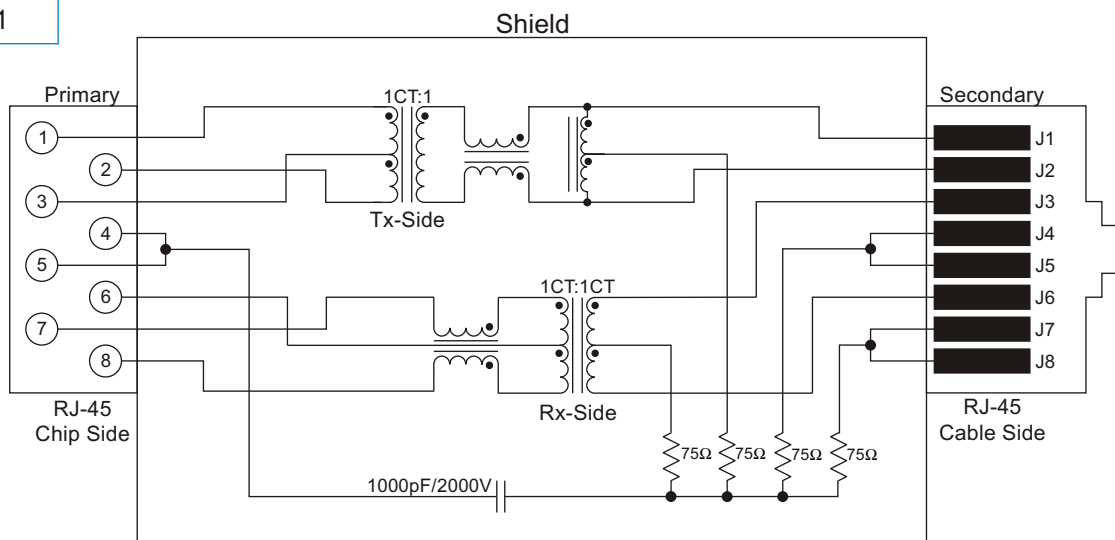 1
Shield
Primary
Secondary
1CT:1
1
2
3
4
5
6
7
8
J1
J2
J3
J4
J5
J6
J7
J8
Tx-Side
1CT:1CT
Rx-Side
RJ-45
Chip Side
RJ-45
Cable Side
75Ω
75Ω
75Ω
75Ω
1000pF/2000V